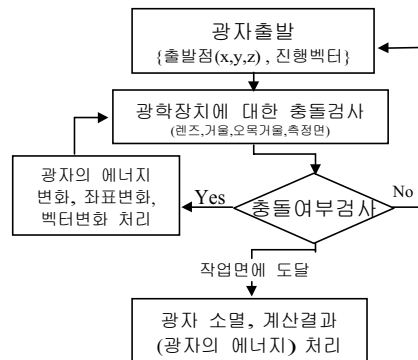 광자출발
{출발점(x,y,z) , 진행벡터}
광학장치에 대한 충돌검사
(렌즈,거울,오목거울,측정면)
광자의 에너지
변화, 좌표변화,
벡터변화 처리
Yes
충돌여부검사
No
작업면에 도달
광자 소멸, 계산결과
(광자의 에너지) 처리